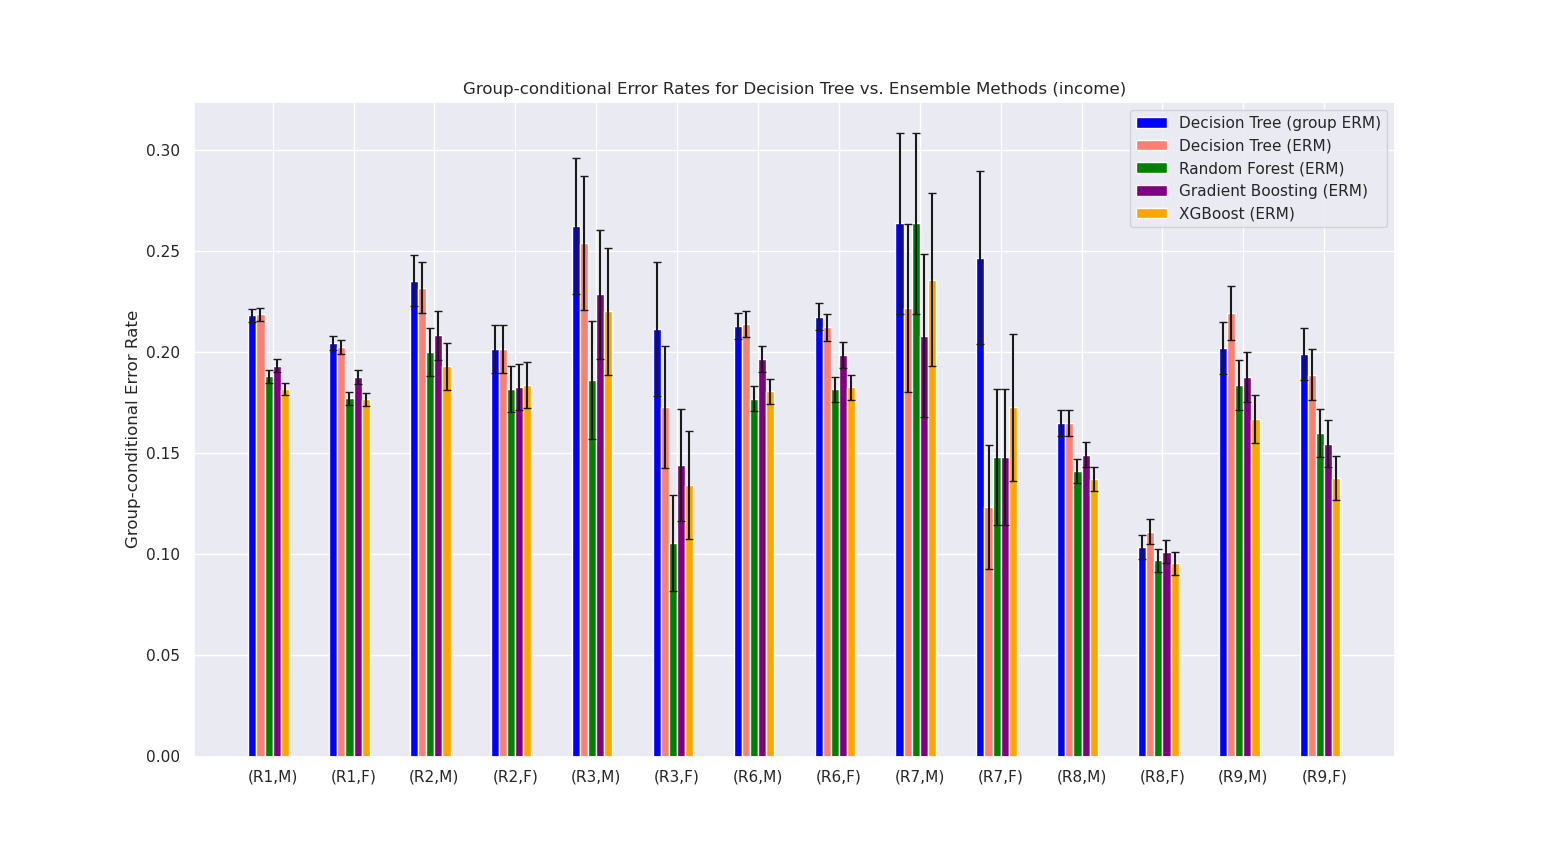 Group-conditional Error Rates for Decision Tree vs. Ensemble Methods (income)
Decision Tree (group ERM)
Decision Tree (ERM)
Random Forest (ERM)
Gradient Boosting (ERM)
XGBoost (ERM)
Group-conditional Error Rate
0.30
0.25
0.20
0.15
0.10
0.05
0.00
(R1,M) (R1,F) (R2,M) (R2,F) (R3,M) (R3,F) (R6,M) (R6,F) (R7,M) (R7,F) (R8,M) (R8,F) (R9,M) (R9,F)